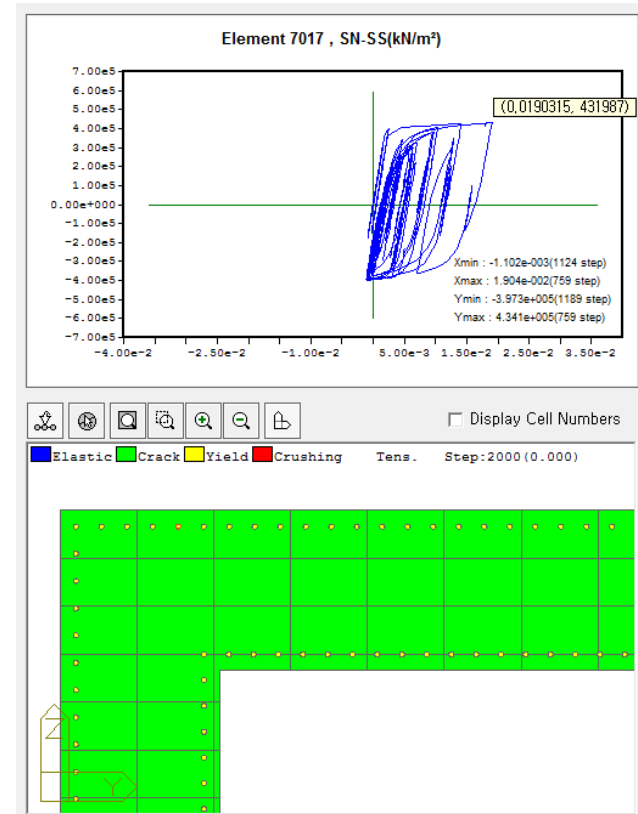 Element 7017 , SN-SS(kN/m²)
7.00e5
6.00e5
(0,0190315, 431987)
5.00e5
4.00e5
3.00e5
2.00e5
1.00e5
0.00e+000
-1.00e5
-2.00e5
-3.00e5
Xmin : -1.102e-003(1124 step)
-4.00e5
Xmax : 1.904e-002(759 step)
-5.00e5
Ymin : -3.973e+005(1189 step)
-6.00e5
Ymax : 4.341e+005(759 step)
-7.00e5
-4.00e-2 -2.50e-2 -1.00e-2 5.00e-3 1.50e-2 2.50e-2 3.50e-2
Display Cell Numbers
Elastic Crack Yield Crushing Tens. Step:2000(0.000)
Z
Y